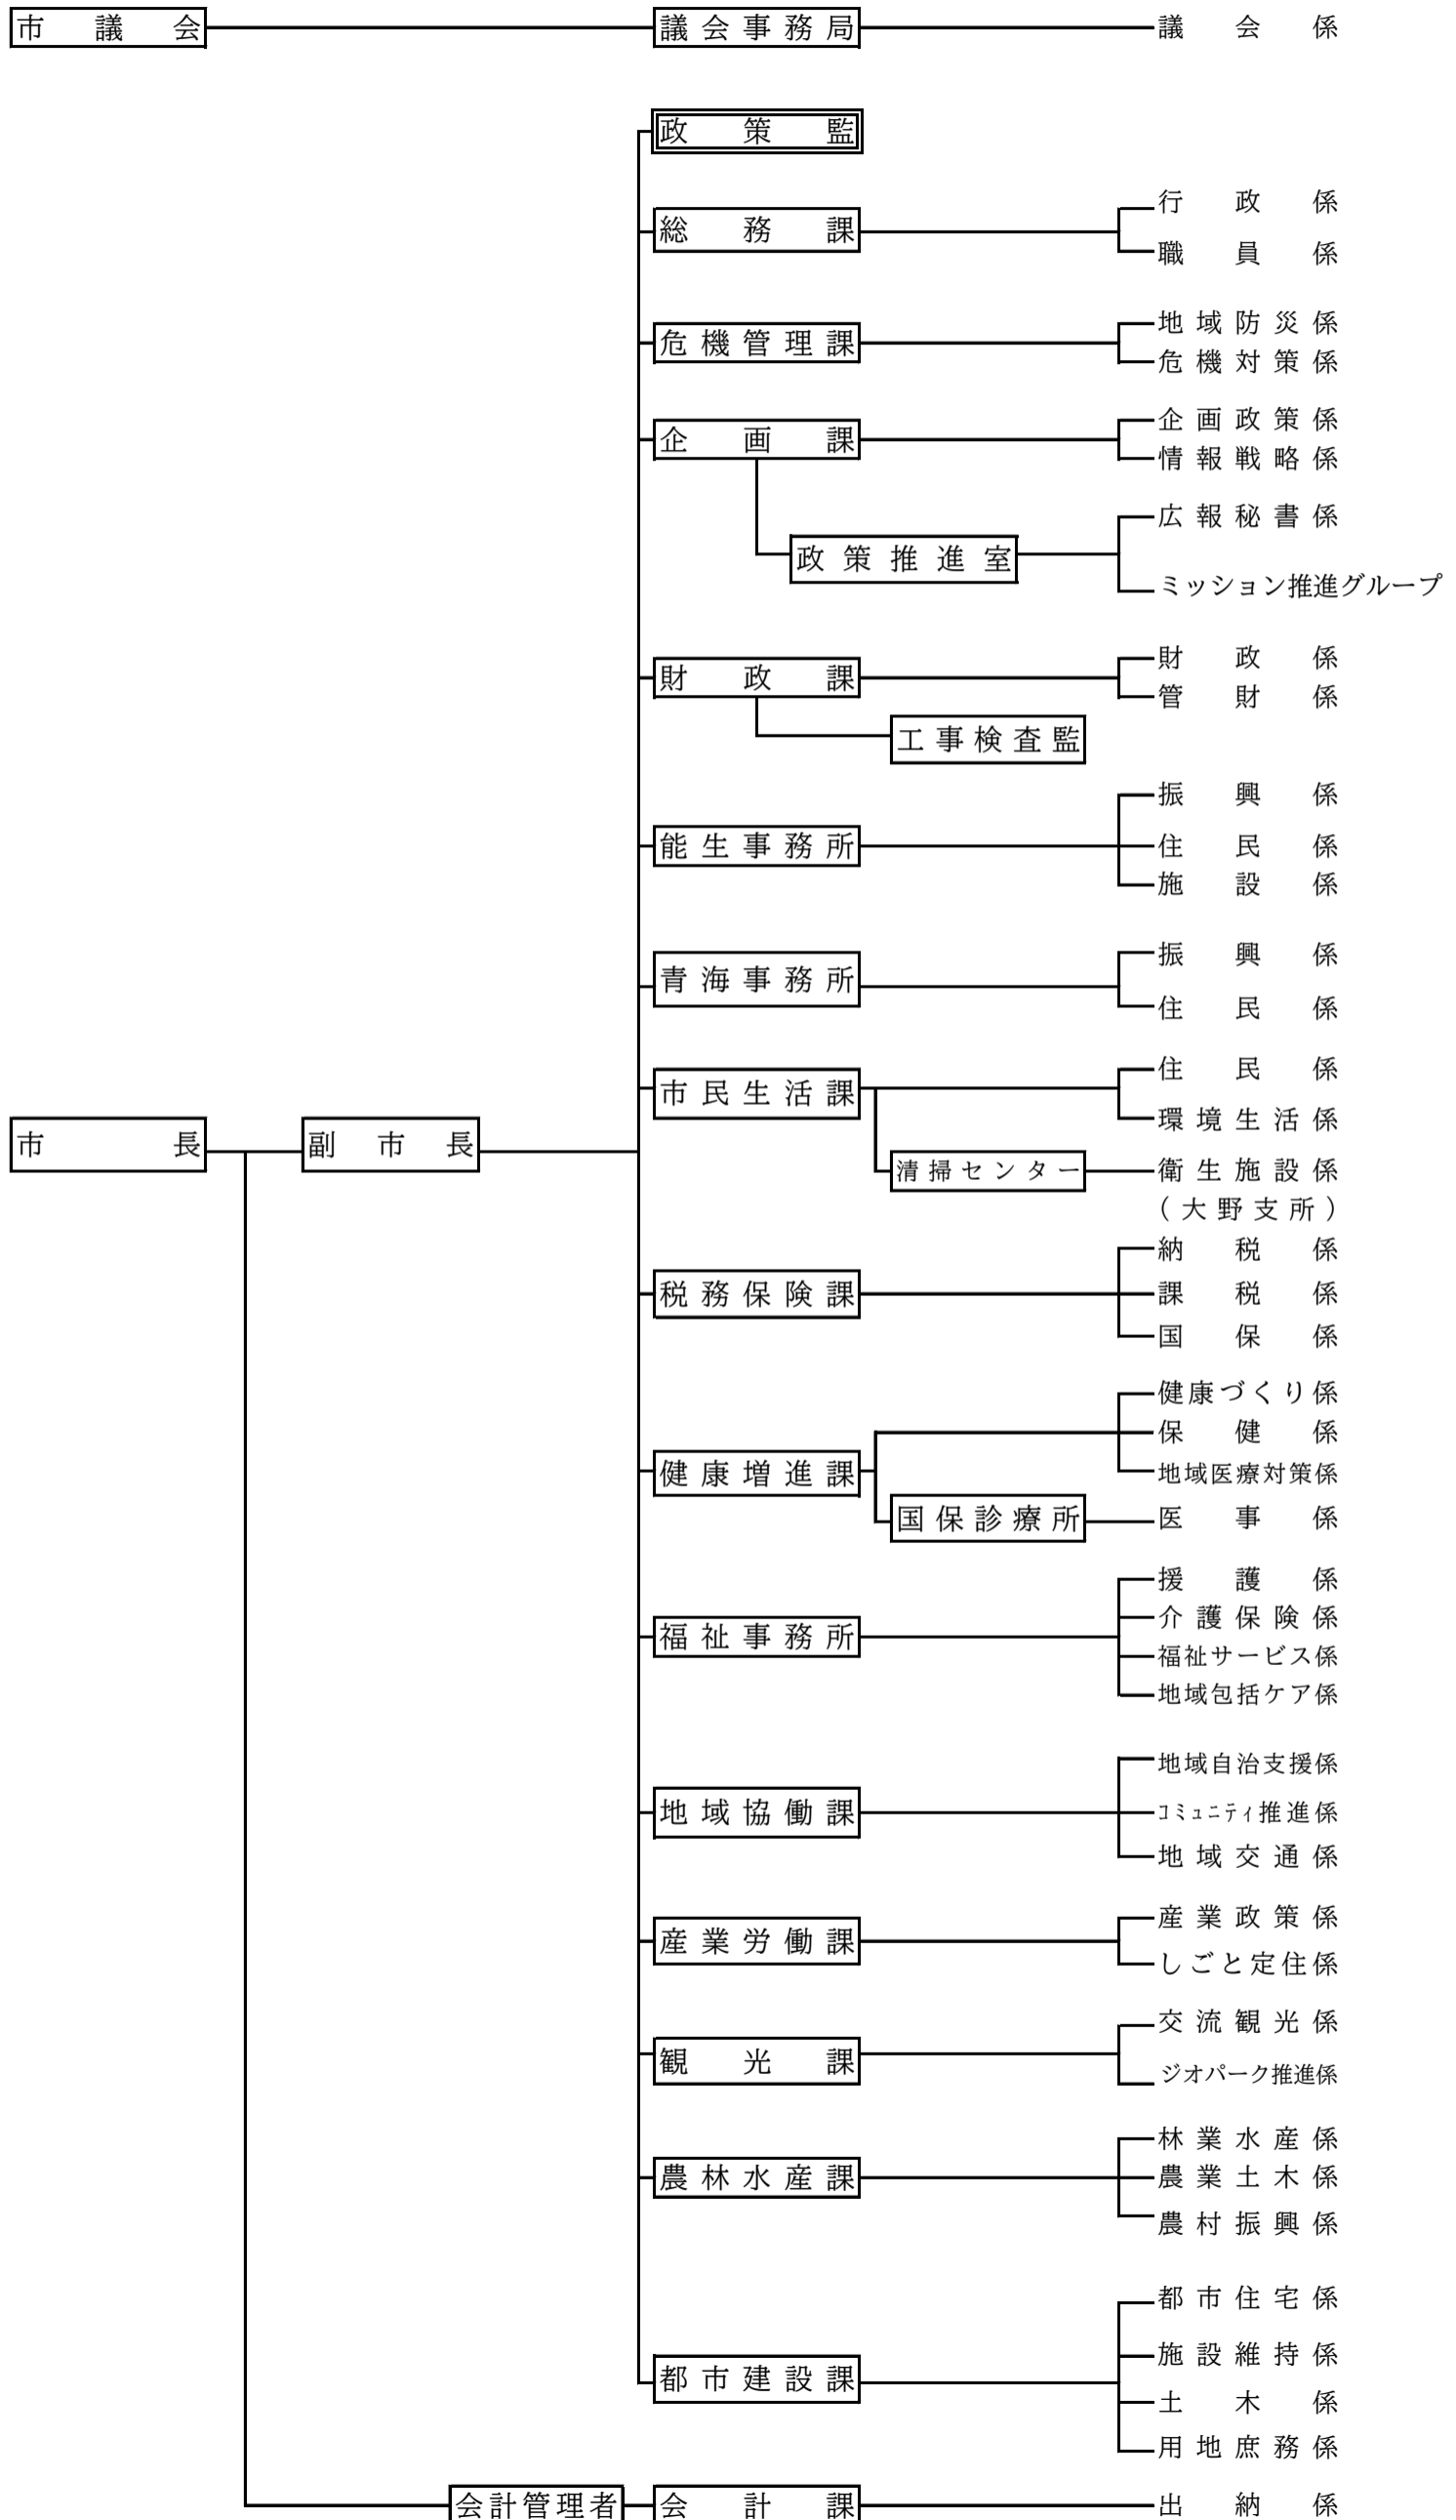 市議会 議会事務局 議会係
政策監
総務課 行政係
職員係
危機管理課 地域防災係
危機対策係
企画課 企画政策係
情報戦略係
政策推進室 広報秘書係
ミッション推進グループ
財政課 財政係
管財係
工事検査監
能生事務所 振興係
住民係
施設係
青海事務所 振興係
住民係
市長 副市長
市民生活課 住民係
環境生活係
清掃センター 衛生施設係
(大野支所)
税務保険課 納税係
課税係
国保係
健康増進課 健康づくり係
保健係
地域医療対策係
国保診療所 医事係
福祉事務所 援護係
介護保険係
福祉サービス係
地域包括ケア係
地域協働課 地域自治支援係
コミュニティ推進係
地域交通係
産業労働課 産業政策係
しごと定住係
観光課 交流観光係
ジオパーク推進係
農林水産課 林業水産係
農業土木係
農村振興係
都市建設課 都市住宅係
施設維持係
土木係
用地庶務係
会計管理者 会計課 出納係